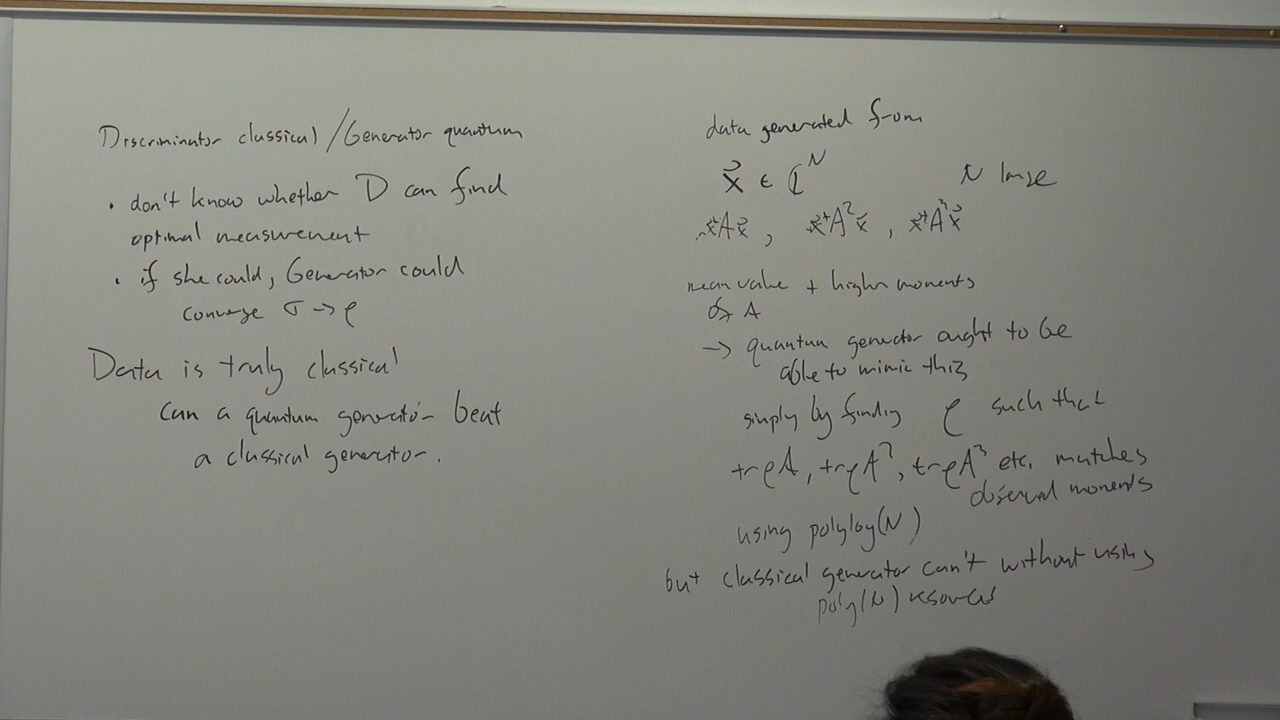 Discriminator classical / Generator quantum
• don't know whether D can find
optimal measurement
• if she could, Generator could
converge σ → ρ
Data is truly classical
can a quantum generator beat
a classical generator.
data generated from
x⃗ ∈ ℂ^N    N large
x⃗†Ax⃗ , x⃗†A²x⃗ , x⃗†A³x⃗
mean value + higher moments
of A
→ quantum generator ought to be
able to mimic this
simply by finding ρ such that
trρA, trρA², trρA³ etc. matches
observed moments
using polylog(N)
but classical generator can't without using
poly(N) resources